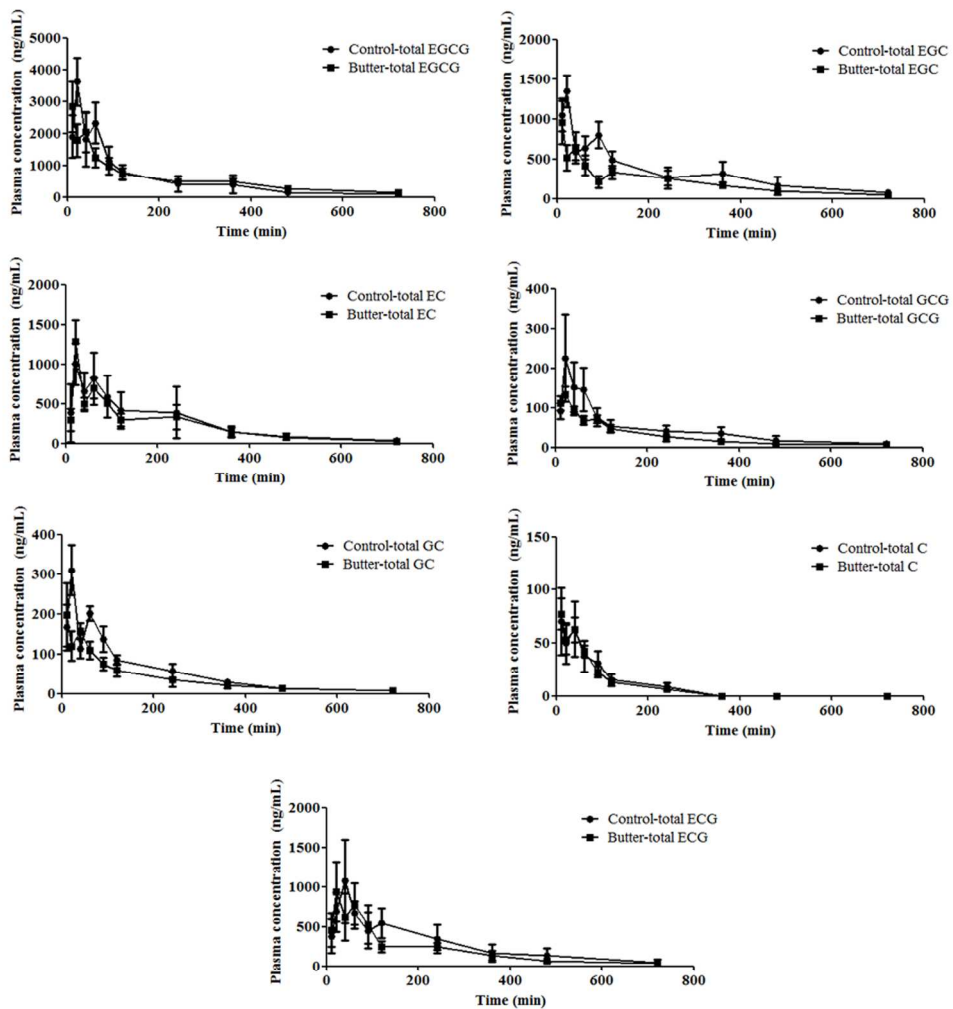 Plasma concentration (ng/mL)
5000
4000
3000
2000
1000
0
0
200
400
600
800
Time (min)
Control-total EGCG
Butter-total EGCG
Plasma concentration (ng/mL)
2000
1500
1000
500
0
0
200
400
600
800
Time (min)
Control-total EGC
Butter-total EGC
Plasma concentration (ng/mL)
2000
1500
1000
500
0
0
200
400
600
800
Time (min)
Control-total EC
Butter-total EC
Plasma concentration (ng/mL)
400
300
200
100
0
0
200
400
600
800
Time (min)
Control-total GCG
Butter-total GCG
Plasma concentration (ng/mL)
400
300
200
100
0
0
200
400
600
800
Time (min)
Control-total GC
Butter-total GC
Plasma concentration (ng/mL)
150
100
50
0
0
200
400
600
800
Time (min)
Control-total C
Butter-total C
Plasma concentration (ng/mL)
2000
1500
1000
500
0
0
200
400
600
800
Time (min)
Control-total ECG
Butter-total ECG